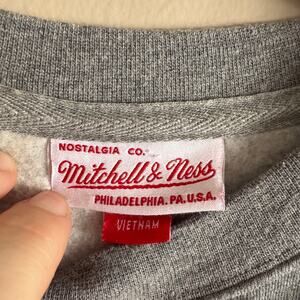 NOSTALGIA CO.
Mitchell & Ness
PHILADELPHIA. PA. U.S.A.
VIETNAM